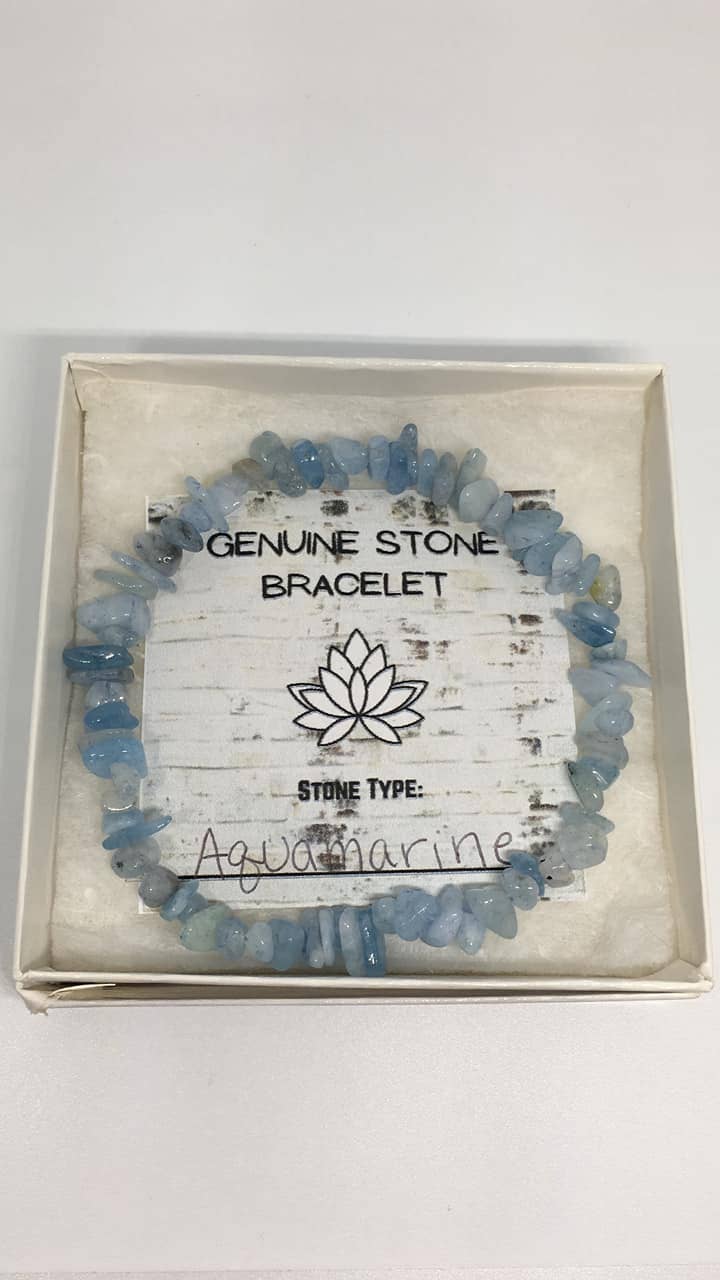 GENUINE STONE
BRACELET
STONE TYPE:
Aquamarine